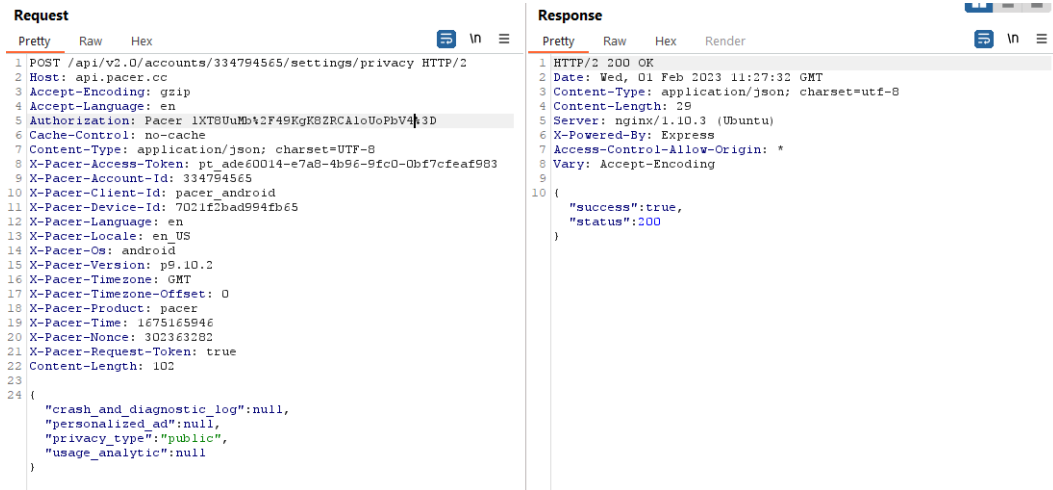 Request
Pretty Raw Hex \n
1 POST /api/v2.0/accounts/334794565/settings/privacy HTTP/2
2 Host: api.pacer.cc
3 Accept-Encoding: gzip
4 Accept-Language: en
5 Authorization: Pacer lXT8UuMb%2F49KgK8ZRCAloUoPbV4%3D
6 Cache-Control: no-cache
7 Content-Type: application/json; charset=UTF-8
8 X-Pacer-Access-Token: pt_ade60014-e7a8-4b96-9fc0-0bf7cfeaf983
9 X-Pacer-Account-Id: 334794565
10 X-Pacer-Client-Id: pacer_android
11 X-Pacer-Device-Id: 7021f2bad994fb65
12 X-Pacer-Language: en
13 X-Pacer-Locale: en_US
14 X-Pacer-Os: android
15 X-Pacer-Version: p9.10.2
16 X-Pacer-Timezone: GMT
17 X-Pacer-Timezone-Offset: 0
18 X-Pacer-Product: pacer
19 X-Pacer-Time: 1675165946
20 X-Pacer-Nonce: 302363282
21 X-Pacer-Request-Token: true
22 Content-Length: 102
23
24 {
"crash_and_diagnostic_log":null,
"personalized_ad":null,
"privacy_type":"public",
"usage_analytic":null
}
Response
Pretty Raw Hex Render \n
1 HTTP/2 200 OK
2 Date: Wed, 01 Feb 2023 11:27:32 GMT
3 Content-Type: application/json; charset=utf-8
4 Content-Length: 29
5 Server: nginx/1.10.3 (Ubuntu)
6 X-Powered-By: Express
7 Access-Control-Allow-Origin: *
8 Vary: Accept-Encoding
9
10 {
"success":true,
"status":200
}